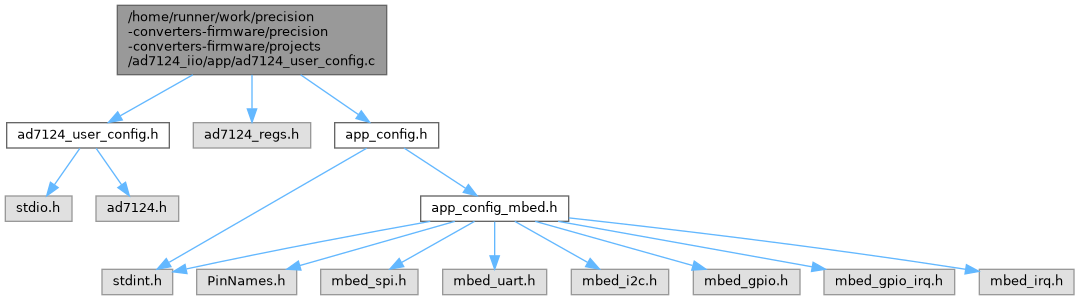 /home/runner/work/precision
-converters-firmware/precision
-converters-firmware/projects
/ad7124_iio/app/ad7124_user_config.c
ad7124_user_config.h
ad7124_regs.h
app_config.h
stdio.h
ad7124.h
app_config_mbed.h
stdint.h
PinNames.h
mbed_spi.h
mbed_uart.h
mbed_i2c.h
mbed_gpio.h
mbed_gpio_irq.h
mbed_irq.h